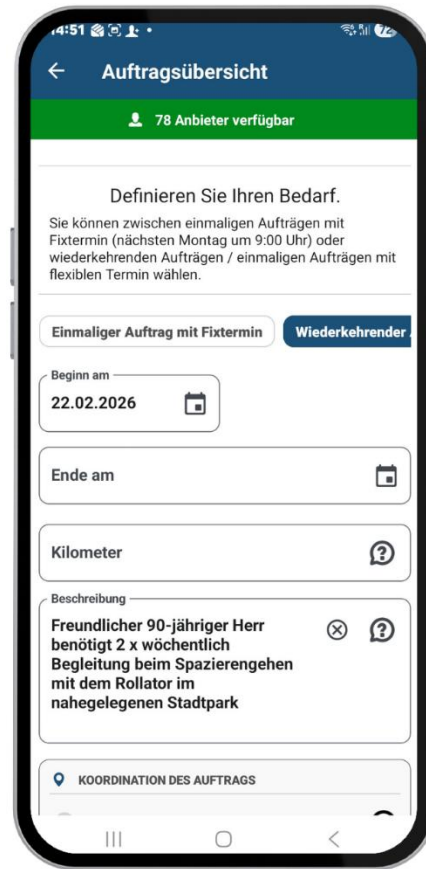 14:51
72
Auftragsübersicht
78 Anbieter verfügbar
Definieren Sie Ihren Bedarf.
Sie können zwischen einmaligen Aufträgen mit
Fixtermin (nächsten Montag um 9:00 Uhr) oder
wiederkehrenden Aufträgen / einmaligen Aufträgen mit
flexiblen Termin wählen.
Einmaliger Auftrag mit Fixtermin Wiederkehrender
Beginn am
22.02.2026
Ende am
Kilometer
Beschreibung
Freundlicher 90-jähriger Herr
benötigt 2 x wöchentlich
Begleitung beim Spazierengehen
mit dem Rollator im
nahegelegenen Stadtpark
KOORDINATION DES AUFTRAGS